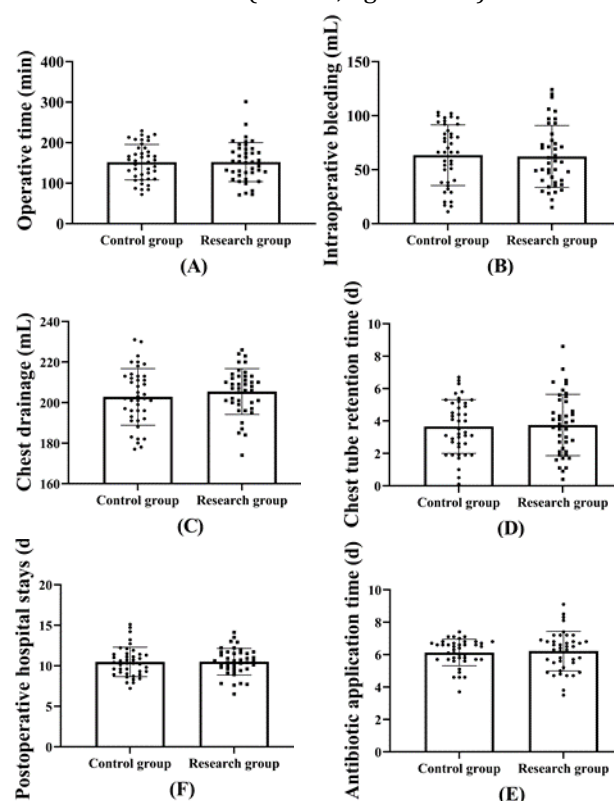 Operative time (min)
400
300
200
100
0
Control group Research group
(A)
Intraoperative bleeding (mL)
150
100
50
0
Control group Research group
(B)
Chest drainage (mL)
240
220
200
180
160
Control group Research group
(C)
Chest tube retention time (d)
10
8
6
4
2
0
Control group Research group
(D)
Postoperative hospital stays (d
20
15
10
5
0
Control group Research group
(F)
Antibiotic application time (d)
10
8
6
4
2
0
Control group Research group
(E)